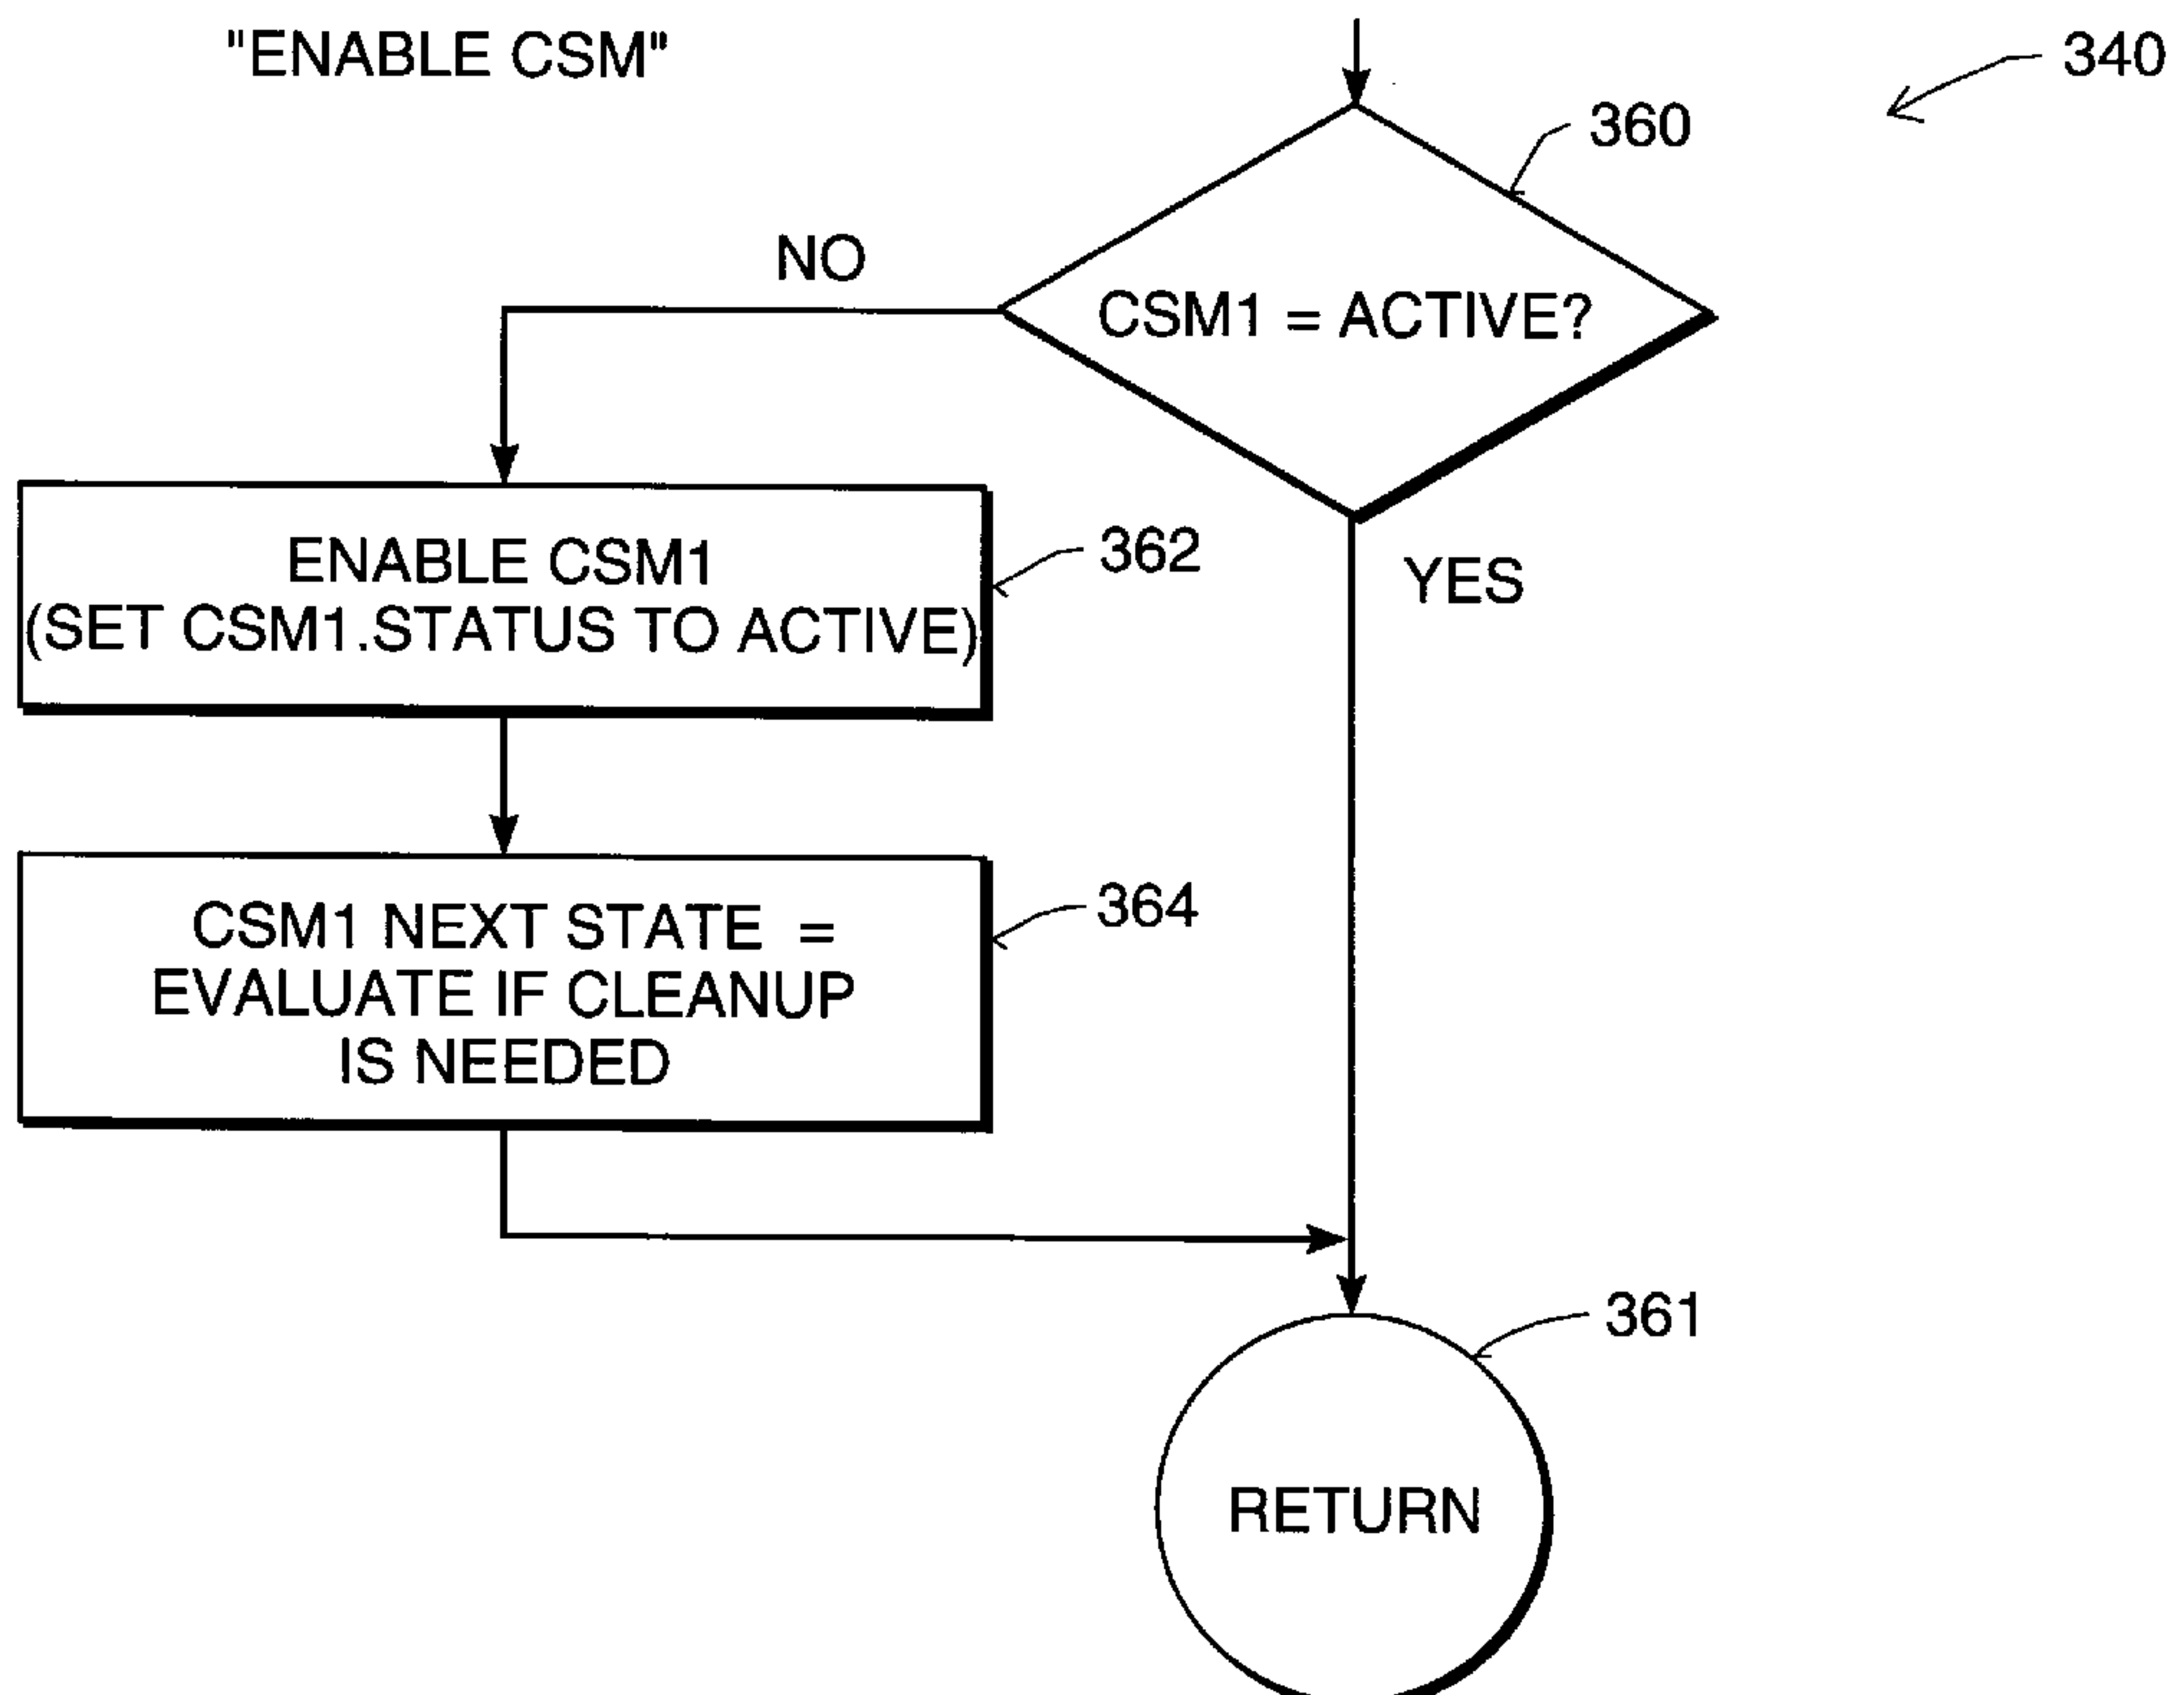 "ENABLE CSM"
340
360
NO
CSM1 = ACTIVE?
YES
362
ENABLE CSM1
(SET CSM1.STATUS TO ACTIVE)
364
CSM1 NEXT STATE =
EVALUATE IF CLEANUP
IS NEEDED
361
RETURN